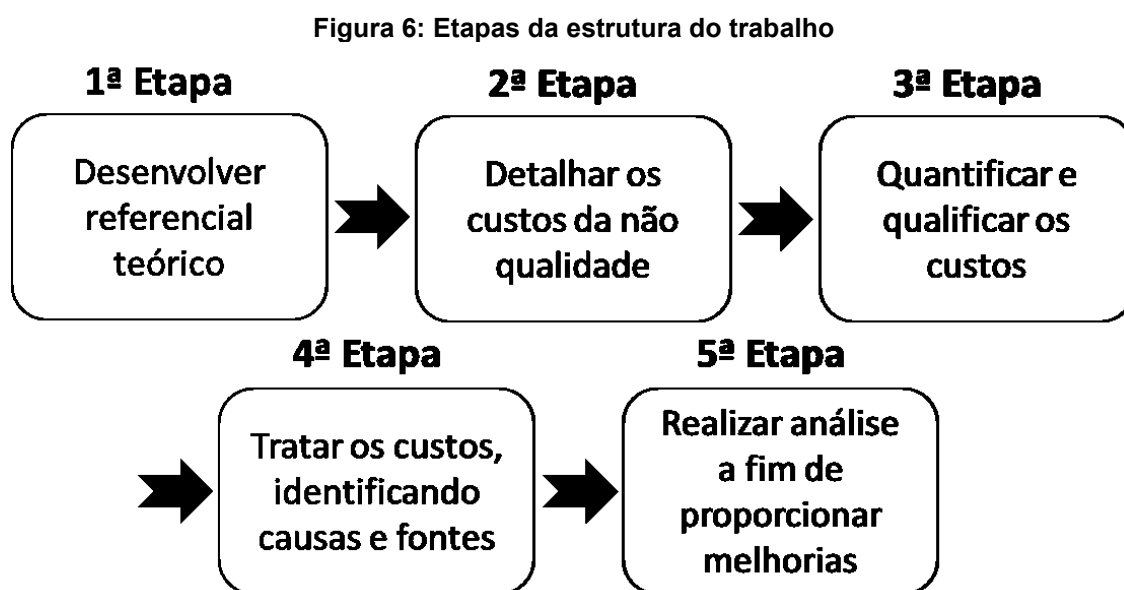 Figura 6: Etapas da estrutura do trabalho
1ª Etapa
Desenvolver
referencial
teórico
2ª Etapa
Detalhar os
custos da não
qualidade
3ª Etapa
Quantificar e
qualificar os
custos
4ª Etapa
Tratar os custos,
identificando
causas e fontes
5ª Etapa
Realizar análise
a fim de
proporcionar
melhorias